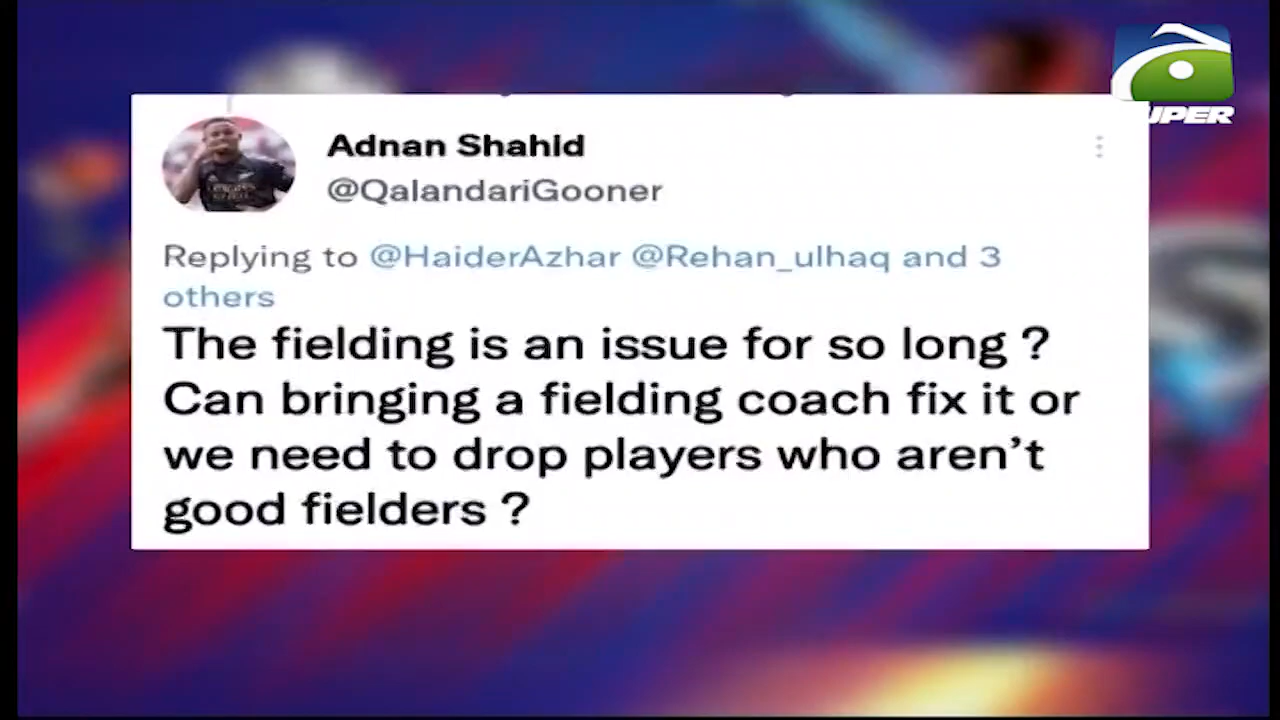 Adnan Shahid
@QalandariGooner
Replying to @HaiderAzhar @Rehan_ulhaq and 3
others
The fielding is an issue for so long ?
Can bringing a fielding coach fix it or
we need to drop players who aren’t
good fielders ?